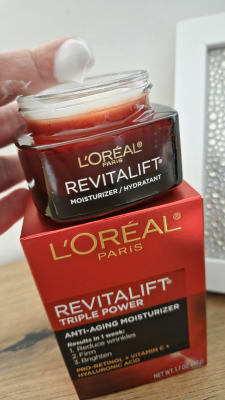 L'ORÉAL
PARIS
REVITALIFT®
MOISTURIZER / HYDRATANT
L'ORÉAL®
PARIS
REVITALIFT®
TRIPLE POWER
ANTI-AGING MOISTURIZER
Results in 1 week:
1. Reduce wrinkles
2. Firm
3. Brighten
PRO-RETINOL + VITAMIN C +
HYALURONIC ACID
NET WT. 1.7 OZ